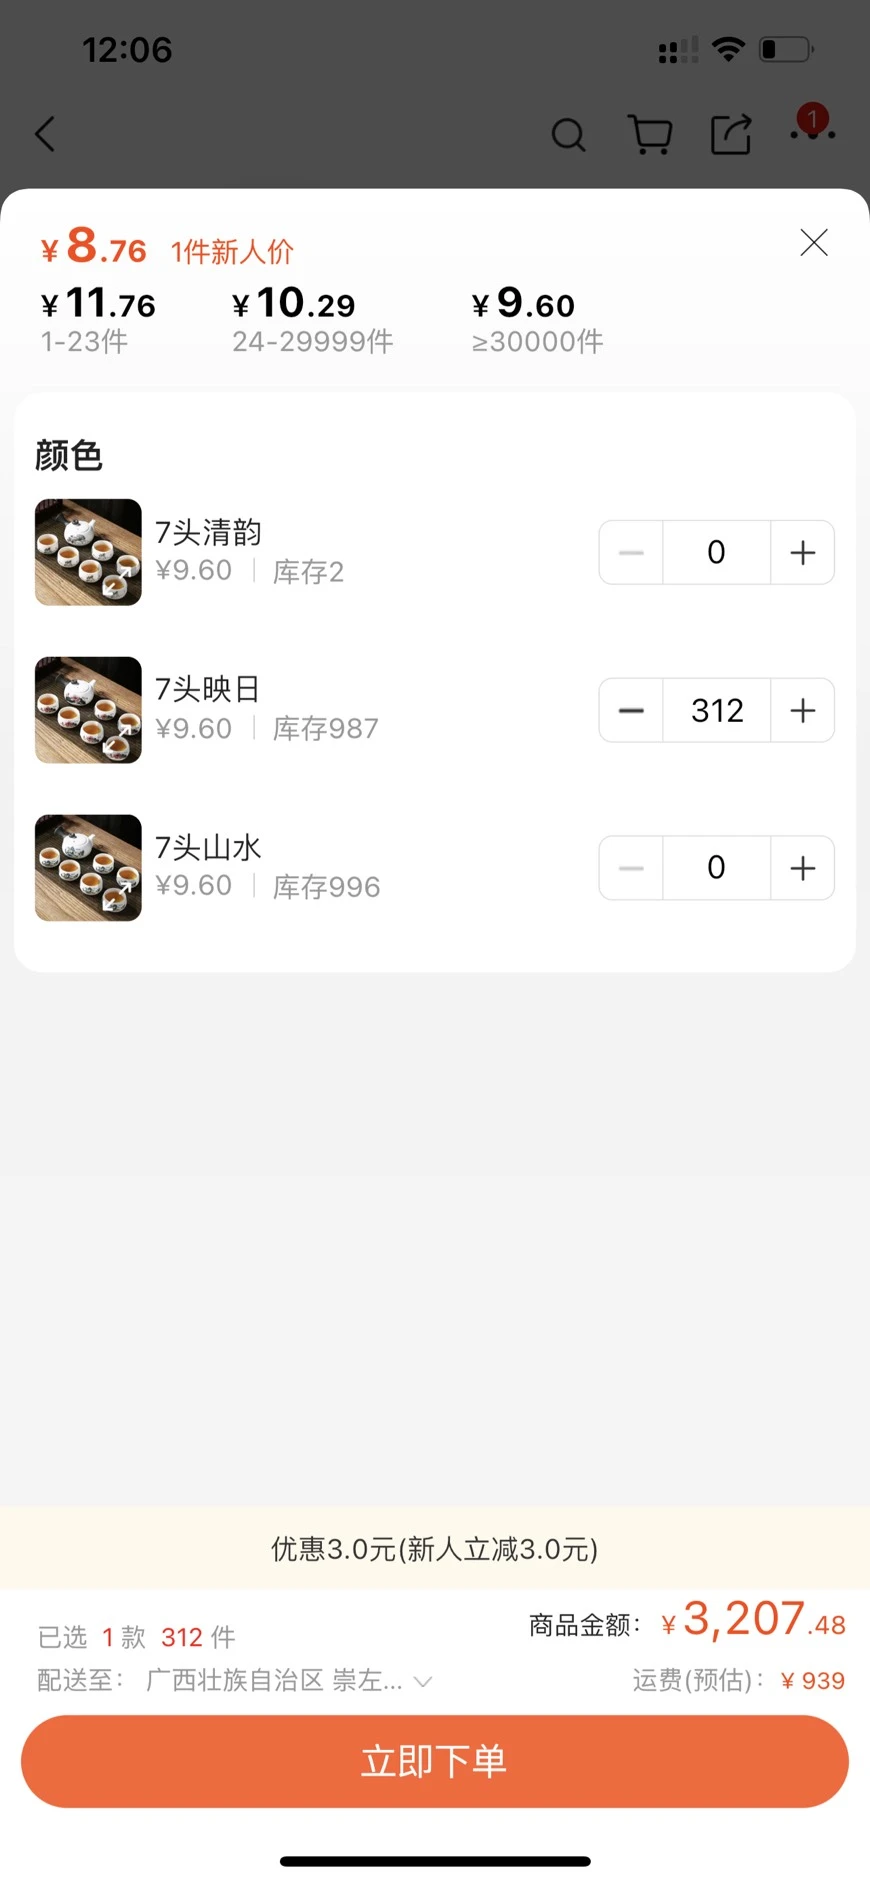 12:06
1
¥8.76 1件新人价
¥11.76 ¥10.29 ¥9.60
1-23件 24-29999件 ≥30000件
颜色
7头清韵
¥9.60 库存2
0
7头映日
¥9.60 库存987
312
7头山水
¥9.60 库存996
0
优惠3.0元(新人立减3.0元)
已选 1 款 312 件 商品金额: ¥3,207.48
配送至: 广西壮族自治区 崇左... 运费(预估): ¥939
立即下单